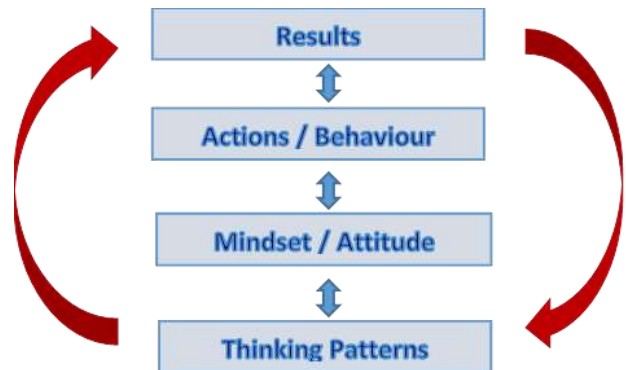 Results
Actions / Behaviour
Mindset / Attitude
Thinking Patterns